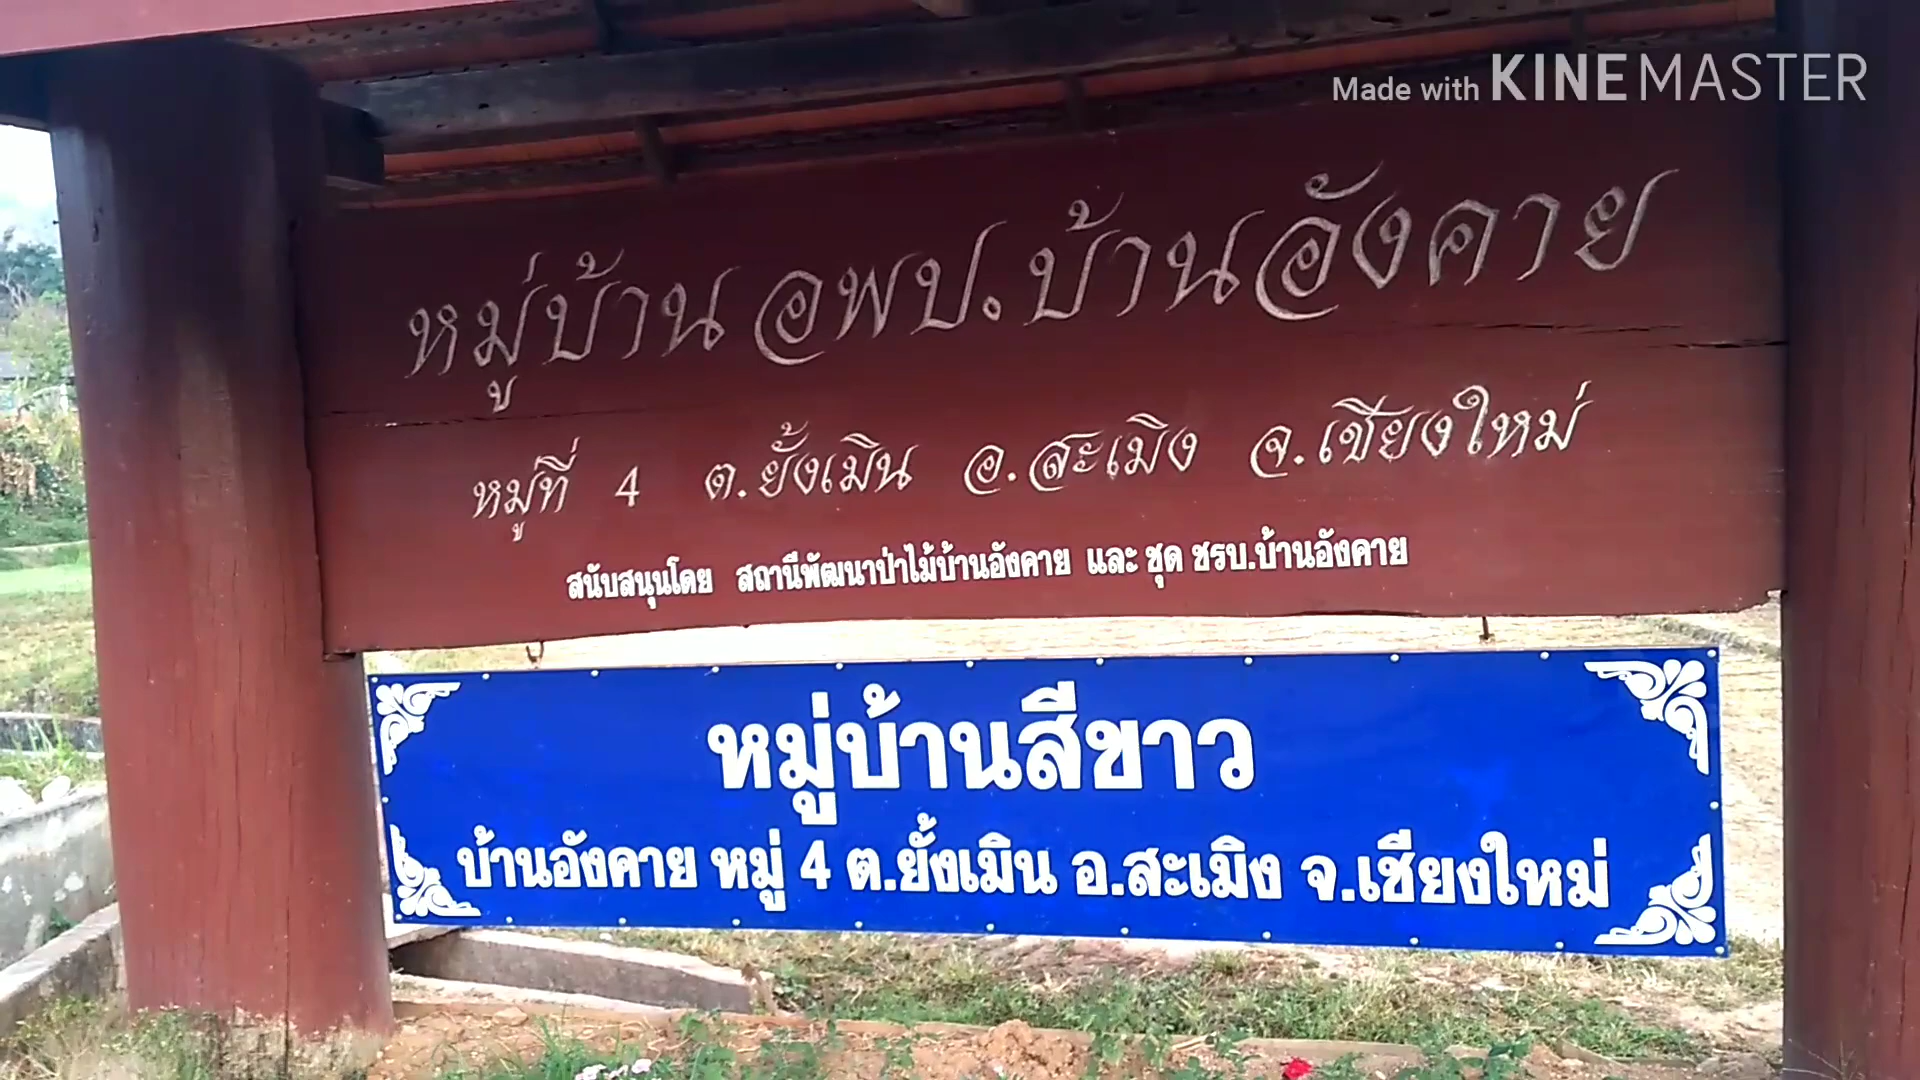 Made with KINEMASTER
หมู่บ้าน อพป.บ้านอังคาย
หมู่ที่ 4 ต.ยั้งเมิน อ.สะเมิง จ.เชียงใหม่
สนับสนุนโดย สถานีพัฒนาป่าไม้บ้านอังคาย และ ชุด ชรบ.บ้านอังคาย
หมู่บ้านสีขาว
บ้านอังคาย หมู่ 4 ต.ยั้งเมิน อ.สะเมิง จ.เชียงใหม่